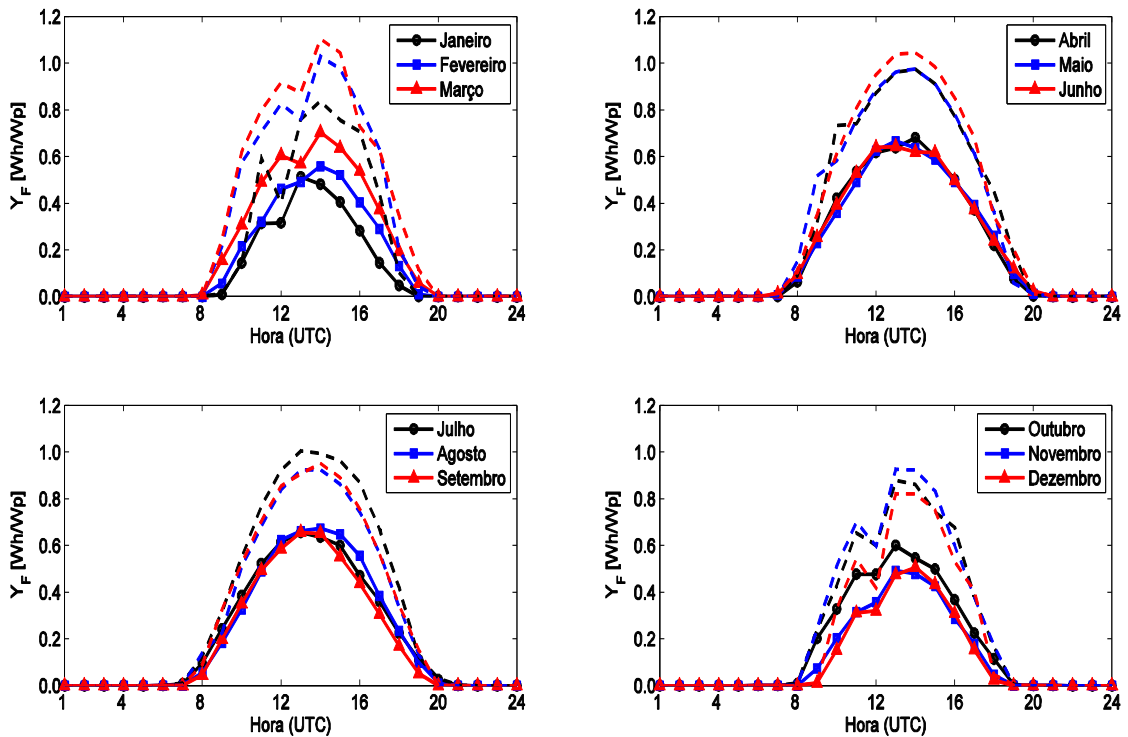 1.2
1.0
0.8
0.6
0.4
0.2
0.0
Y_F [Wh/Wp]
Janeiro
Fevereiro
Março
1 4 8 12 16 20 24
Hora (UTC)
1.2
1.0
0.8
0.6
0.4
0.2
0.0
Y_F [Wh/Wp]
Abril
Maio
Junho
1 4 8 12 16 20 24
Hora (UTC)
1.2
1.0
0.8
0.6
0.4
0.2
0.0
Y_F [Wh/Wp]
Julho
Agosto
Setembro
1 4 8 12 16 20 24
Hora (UTC)
1.2
1.0
0.8
0.6
0.4
0.2
0.0
Y_F [Wh/Wp]
Outubro
Novembro
Dezembro
1 4 8 12 16 20 24
Hora (UTC)